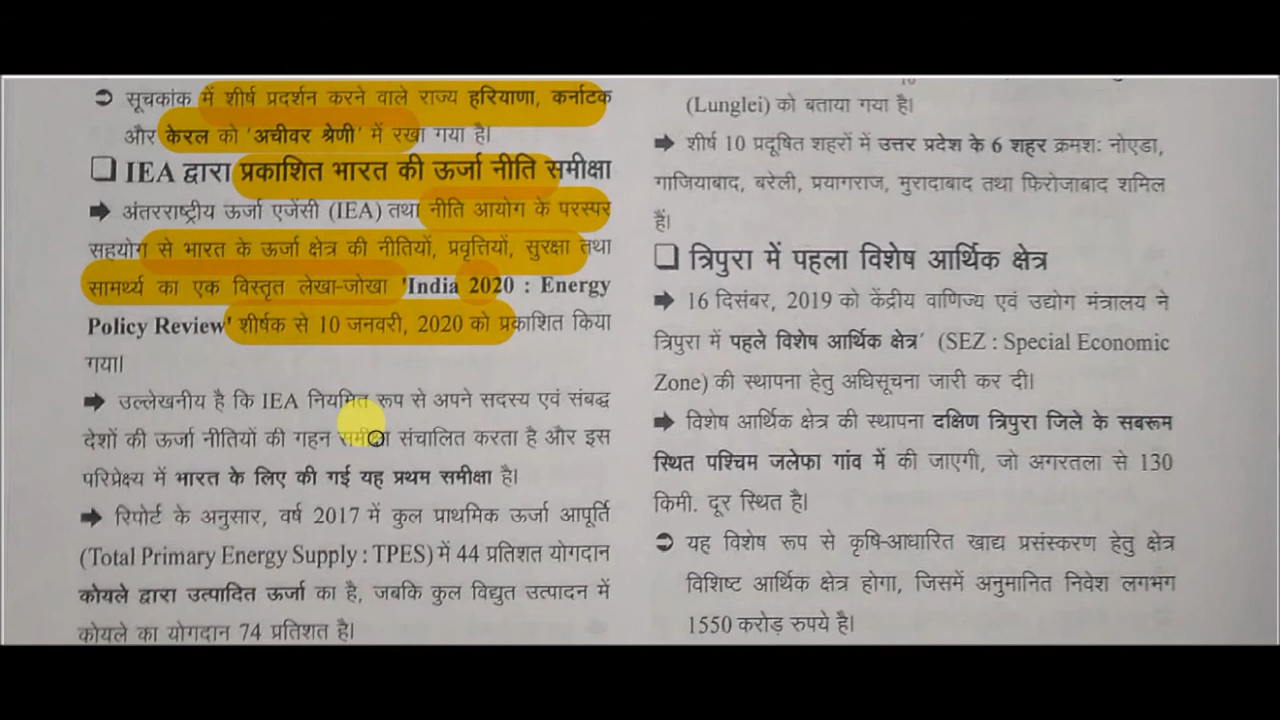 सूचकांक में शीर्ष प्रदर्शन करने वाले राज्य हरियाणा, कर्नाटक
और केरल को 'अचीवर श्रेणी' में रखा गया है।
IEA द्वारा प्रकाशित भारत की ऊर्जा नीति समीक्षा
अंतरराष्ट्रीय ऊर्जा एजेंसी (IEA) तथा नीति आयोग के परस्पर
सहयोग से भारत के ऊर्जा क्षेत्र की नीतियों, प्रवृत्तियों, सुरक्षा तथा
सामर्थ्य का एक विस्तृत लेखा-जोखा 'India 2020 : Energy
Policy Review' शीर्षक से 10 जनवरी, 2020 को प्रकाशित किया
गया।
उल्लेखनीय है कि IEA नियमित रूप से अपने सदस्य एवं संबद्ध
देशों की ऊर्जा नीतियों की गहन समीक्षा संचालित करता है और इस
परिप्रेक्ष्य में भारत के लिए की गई यह प्रथम समीक्षा है।
रिपोर्ट के अनुसार, वर्ष 2017 में कुल प्राथमिक ऊर्जा आपूर्ति
(Total Primary Energy Supply : TPES) में 44 प्रतिशत योगदान
कोयले द्वारा उत्पादित ऊर्जा का है, जबकि कुल विद्युत उत्पादन में
कोयले का योगदान 74 प्रतिशत है।
(Lunglei) को बताया गया है।
शीर्ष 10 प्रदूषित शहरों में उत्तर प्रदेश के 6 शहर क्रमशः नोएडा,
गाजियाबाद, बरेली, प्रयागराज, मुरादाबाद तथा फिरोजाबाद शमिल
हैं।
त्रिपुरा में पहला विशेष आर्थिक क्षेत्र
16 दिसंबर, 2019 को केंद्रीय वाणिज्य एवं उद्योग मंत्रालय ने
त्रिपुरा में पहले विशेष आर्थिक क्षेत्र' (SEZ : Special Economic
Zone) की स्थापना हेतु अधिसूचना जारी कर दी।
विशेष आर्थिक क्षेत्र की स्थापना दक्षिण त्रिपुरा जिले के सबरूम
स्थित पश्चिम जलेफा गांव में की जाएगी, जो अगरतला से 130
किमी. दूर स्थित है।
यह विशेष रूप से कृषि-आधारित खाद्य प्रसंस्करण हेतु क्षेत्र
विशिष्ट आर्थिक क्षेत्र होगा, जिसमें अनुमानित निवेश लगभग
1550 करोड़ रुपये है।